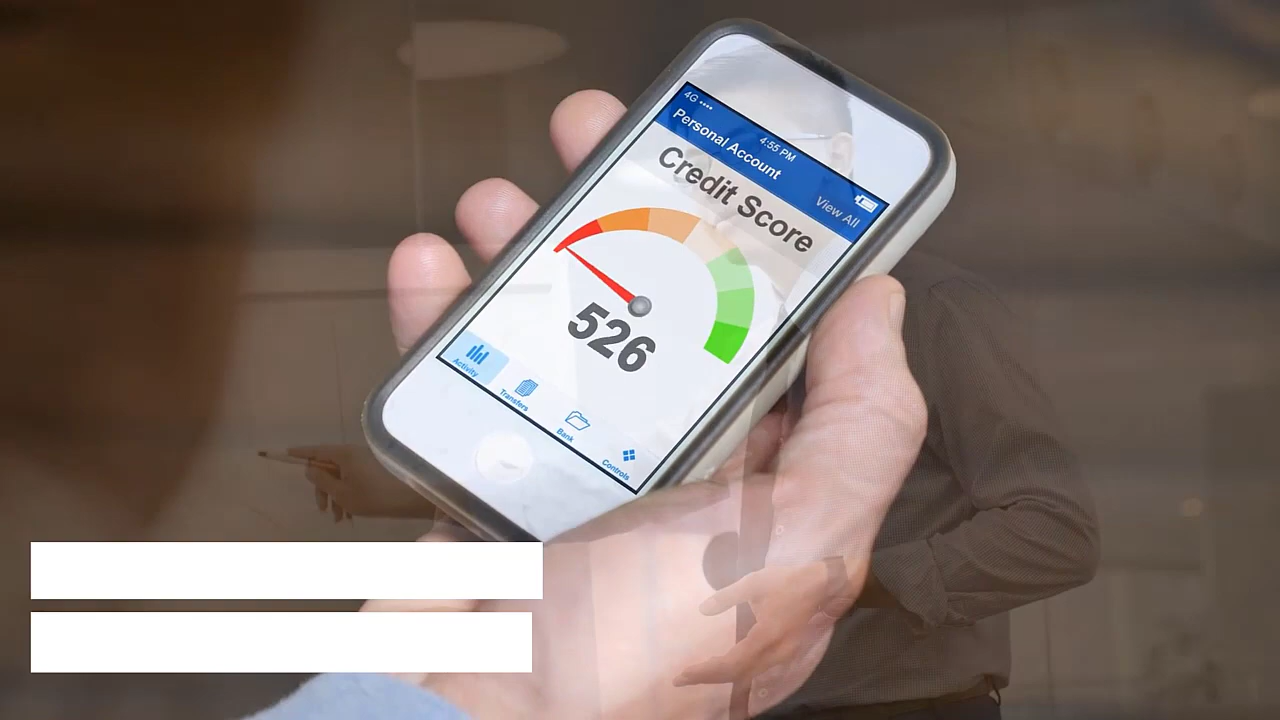 4G
4:55 PM
Personal Account
View All
Credit Score
526
Activity
Transfers
Bank
Controls